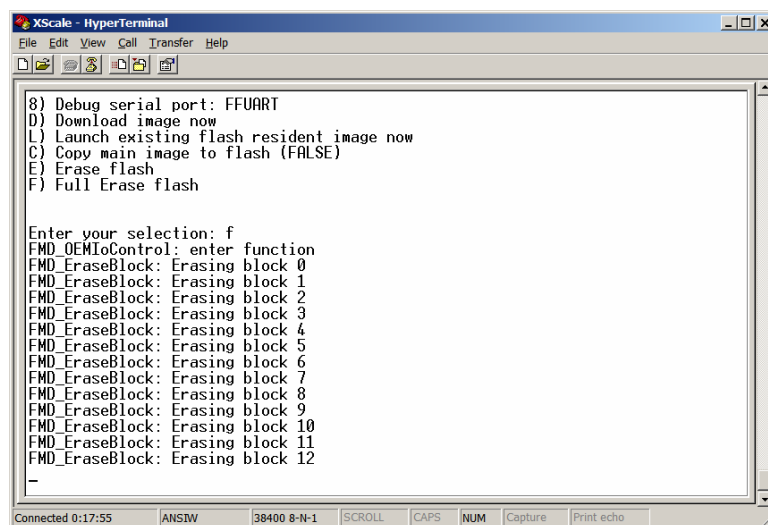 XScale - HyperTerminal
File Edit View Call Transfer Help
8) Debug serial port: FFUART
D) Download image now
L) Launch existing flash resident image now
C) Copy main image to flash (FALSE)
E) Erase flash
F) Full Erase flash
Enter your selection: f
FMD_OEMIoControl: enter function
FMD_EraseBlock: Erasing block 0
FMD_EraseBlock: Erasing block 1
FMD_EraseBlock: Erasing block 2
FMD_EraseBlock: Erasing block 3
FMD_EraseBlock: Erasing block 4
FMD_EraseBlock: Erasing block 5
FMD_EraseBlock: Erasing block 6
FMD_EraseBlock: Erasing block 7
FMD_EraseBlock: Erasing block 8
FMD_EraseBlock: Erasing block 9
FMD_EraseBlock: Erasing block 10
FMD_EraseBlock: Erasing block 11
FMD_EraseBlock: Erasing block 12
_
Connected 0:17:55 ANSIW 38400 8-N-1 SCROLL CAPS NUM Capture Print echo